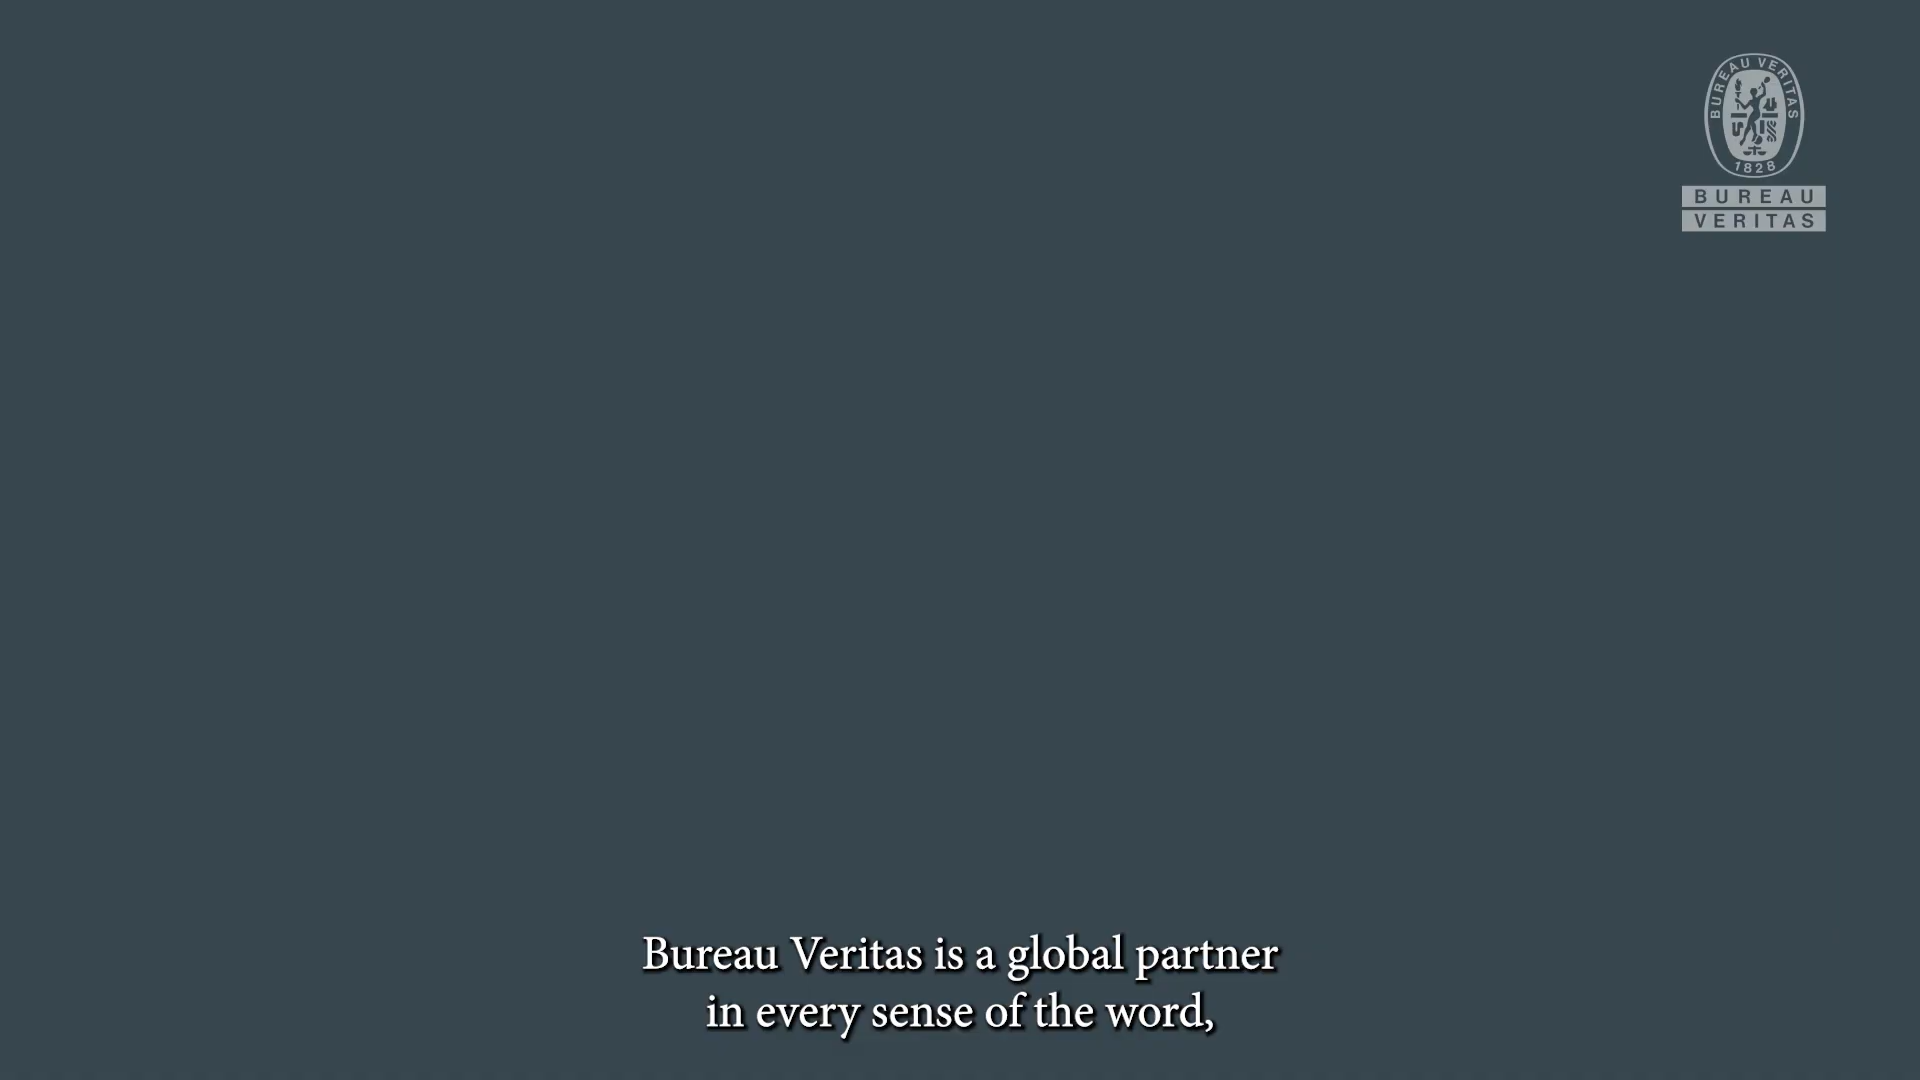 BUREAU VERITAS
1828
BUREAU
VERITAS
Bureau Veritas is a global partner
in every sense of the word,